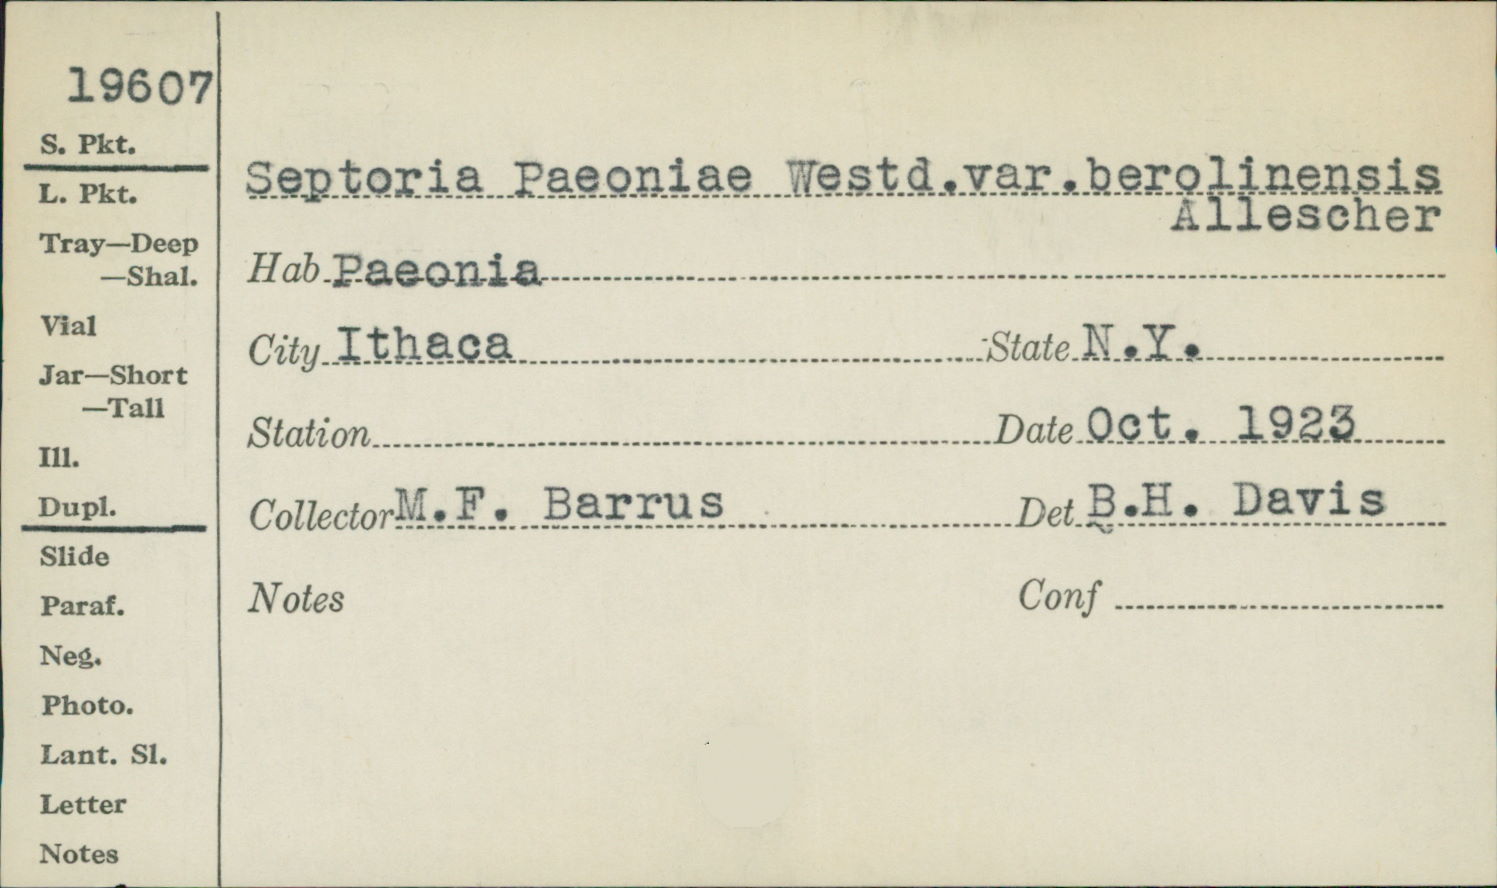 19607
S. Pkt.
L. Pkt.
Tray—Deep
—Shal.
Vial
Jar—Short
—Tall
Ill.
Dupl.
Slide
Paraf.
Neg.
Photo.
Lant. Sl.
Letter
Notes
Septoria Paeoniae Westd.var.berolinensis
Allescher
Hab Paeonia
City Ithaca State N.Y.
Station Date Oct. 1923
Collector M.F. Barrus Det B.H. Davis
Notes Conf